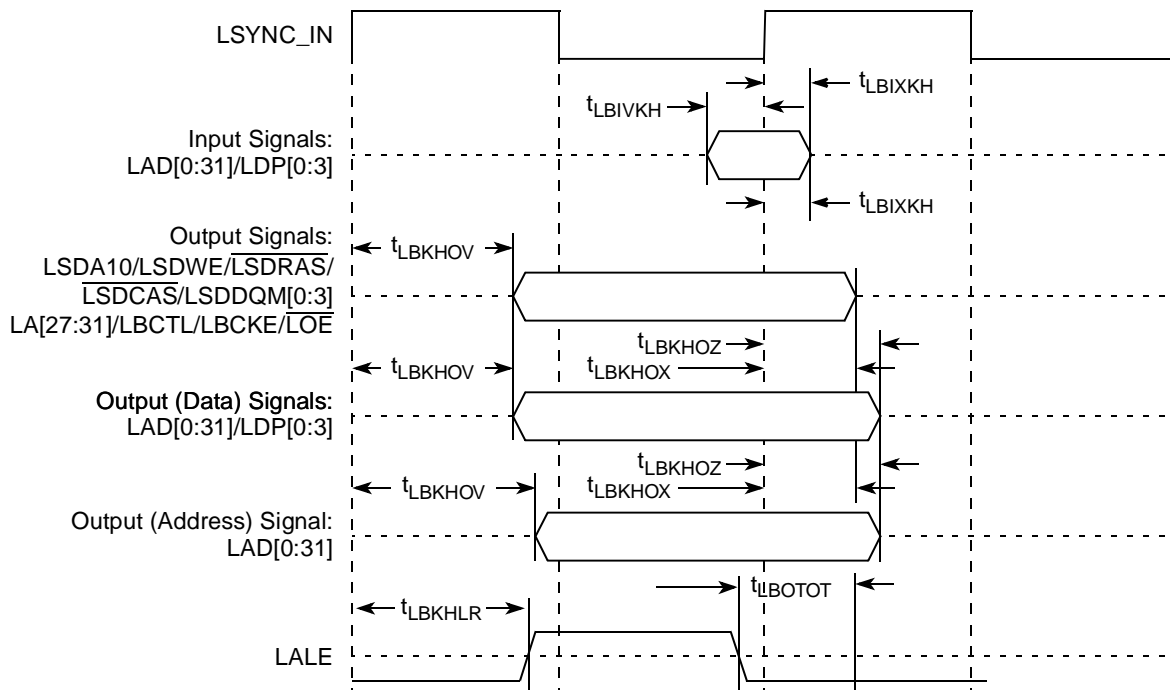 LSYNC_IN
tLBIXKH
tLBIVKH
Input Signals:
LAD[0:31]/LDP[0:3]
tLBIXKH
Output Signals:
tLBKHOV
LSDA10/LSDWE/LSDRAS/
LSDCAS/LSDDQM[0:3]
LA[27:31]/LBCTL/LBCKE/LOE
tLBKHOZ
tLBKHOV
tLBKHOX
Output (Data) Signals:
LAD[0:31]/LDP[0:3]
tLBKHOZ
tLBKHOV
tLBKHOX
Output (Address) Signal:
LAD[0:31]
tLBOTOT
tLBKHLR
LALE